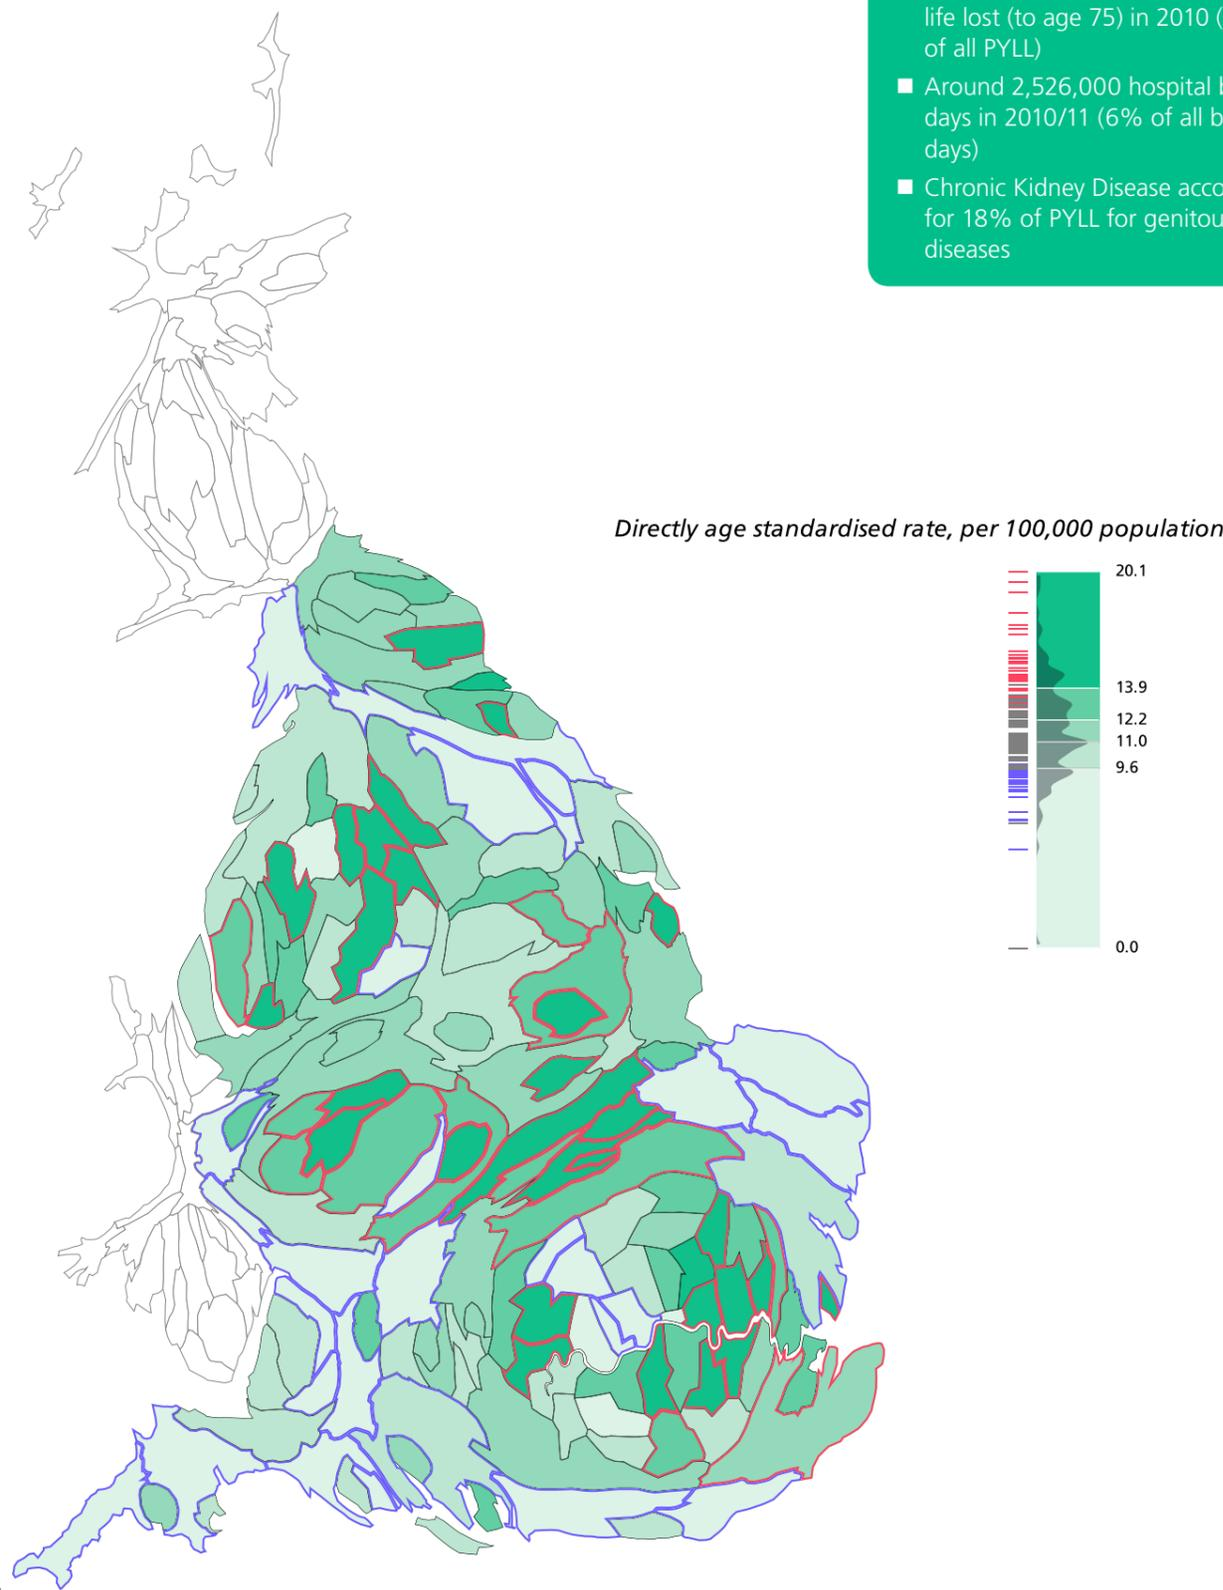 life lost (to age 75) in 2010 (
of all PYLL)
Around 2,526,000 hospital b
days in 2010/11 (6% of all b
days)
Chronic Kidney Disease acco
for 18% of PYLL for genitou
diseases
Directly age standardised rate, per 100,000 population
20.1
13.9
12.2
11.0
9.6
0.0